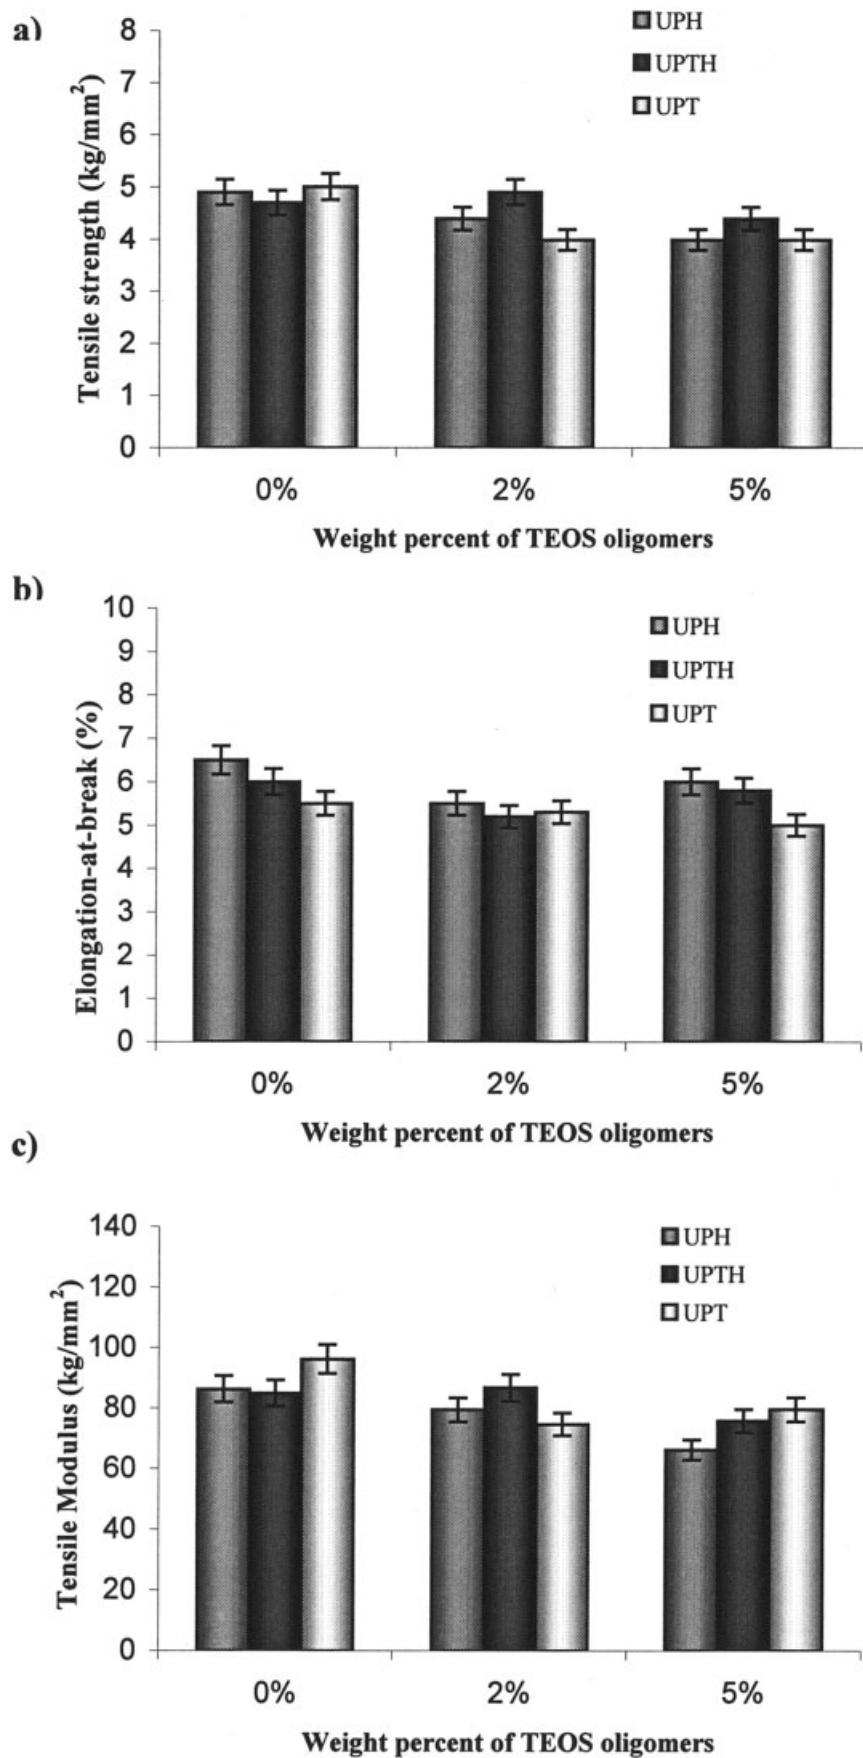 a)
Tensile strength (kg/mm²)
8
7
6
5
4
3
2
1
0
UPH
UPTH
UPT
0% 2% 5%
Weight percent of TEOS oligomers
b)
Elongation-at-break (%)
10
9
8
7
6
5
4
3
2
1
0
UPH
UPTH
UPT
0% 2% 5%
Weight percent of TEOS oligomers
c)
Tensile Modulus (kg/mm²)
140
120
100
80
60
40
20
0
UPH
UPTH
UPT
0% 2% 5%
Weight percent of TEOS oligomers